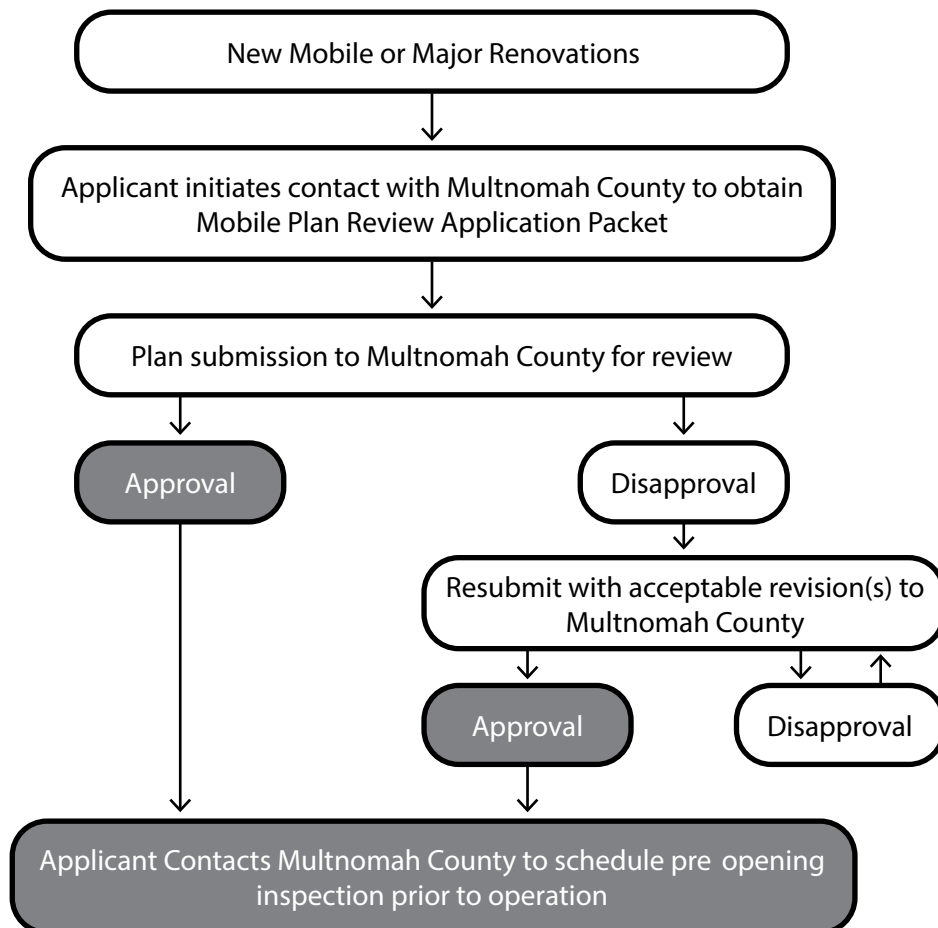 New Mobile or Major Renovations
Applicant initiates contact with Multnomah County to obtain
Mobile Plan Review Application Packet
Plan submission to Multnomah County for review
Approval
Disapproval
Resubmit with acceptable revision(s) to
Multnomah County
Approval
Disapproval
Applicant Contacts Multnomah County to schedule pre opening
inspection prior to operation